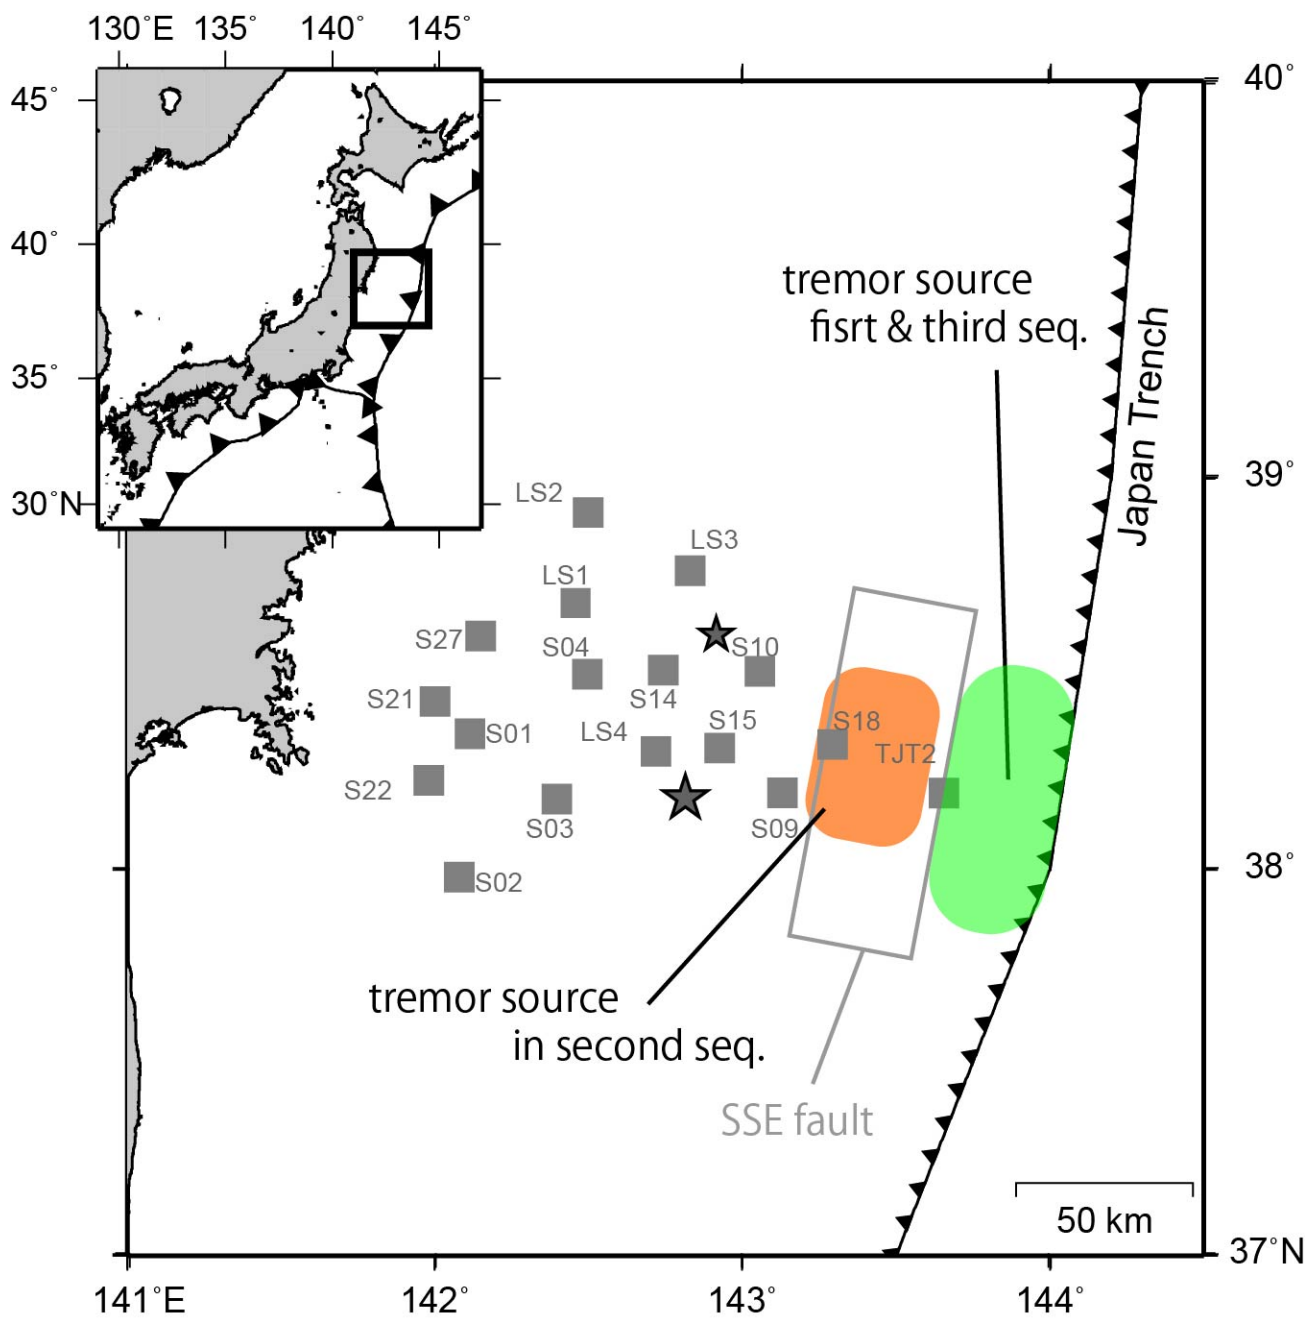 130°E 135° 140° 145°
45°
40°
35°
30°N
40°
39°
38°
37°N
tremor source
fisrt & third seq.
Japan Trench
LS2
LS3
LS1
S27
S04
S10
S21
S14
S01
LS4
S15
S18
TJT2
S22
S03
S09
S02
tremor source
in second seq.
SSE fault
50 km
141°E 142° 143° 144°